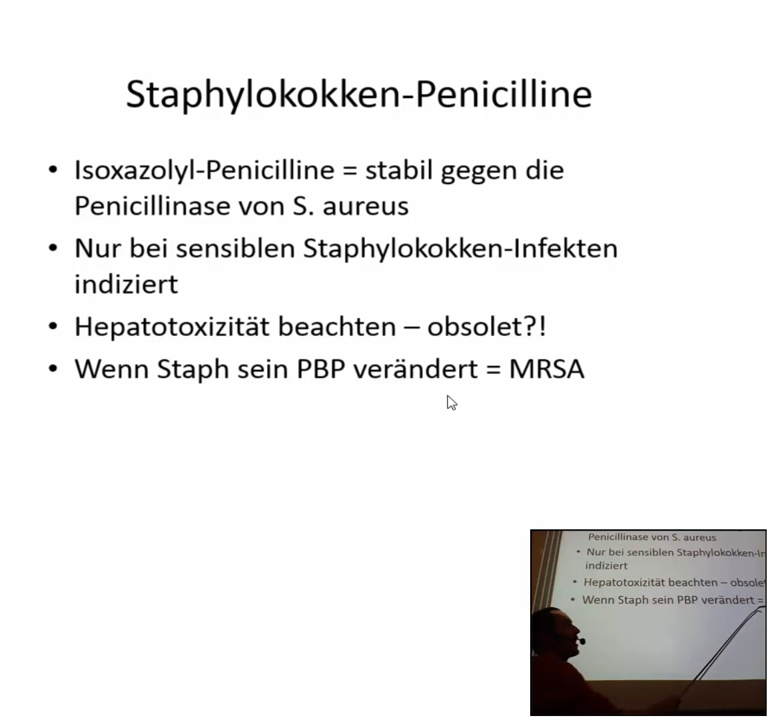 Staphylokokken-Penicilline
• Isoxazolyl-Penicilline = stabil gegen die
Penicillinase von S. aureus
• Nur bei sensiblen Staphylokokken-Infekten
indiziert
• Hepatotoxizität beachten – obsolet?!
• Wenn Staph sein PBP verändert = MRSA
Penicillinase von S. aureus
• Nur bei sensiblen Staphylokokken-In
indiziert
• Hepatotoxizität beachten – obsolet
• Wenn Staph sein PBP verändert =